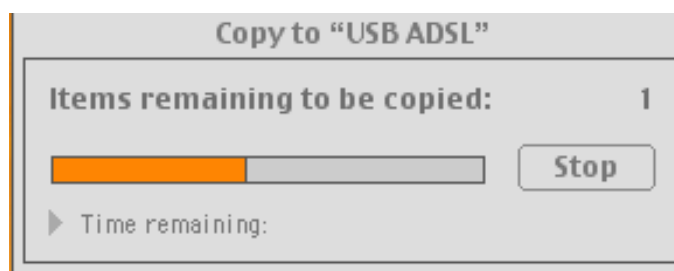 Copy to “USB ADSL”
Items remaining to be copied: 1
Stop
Time remaining: